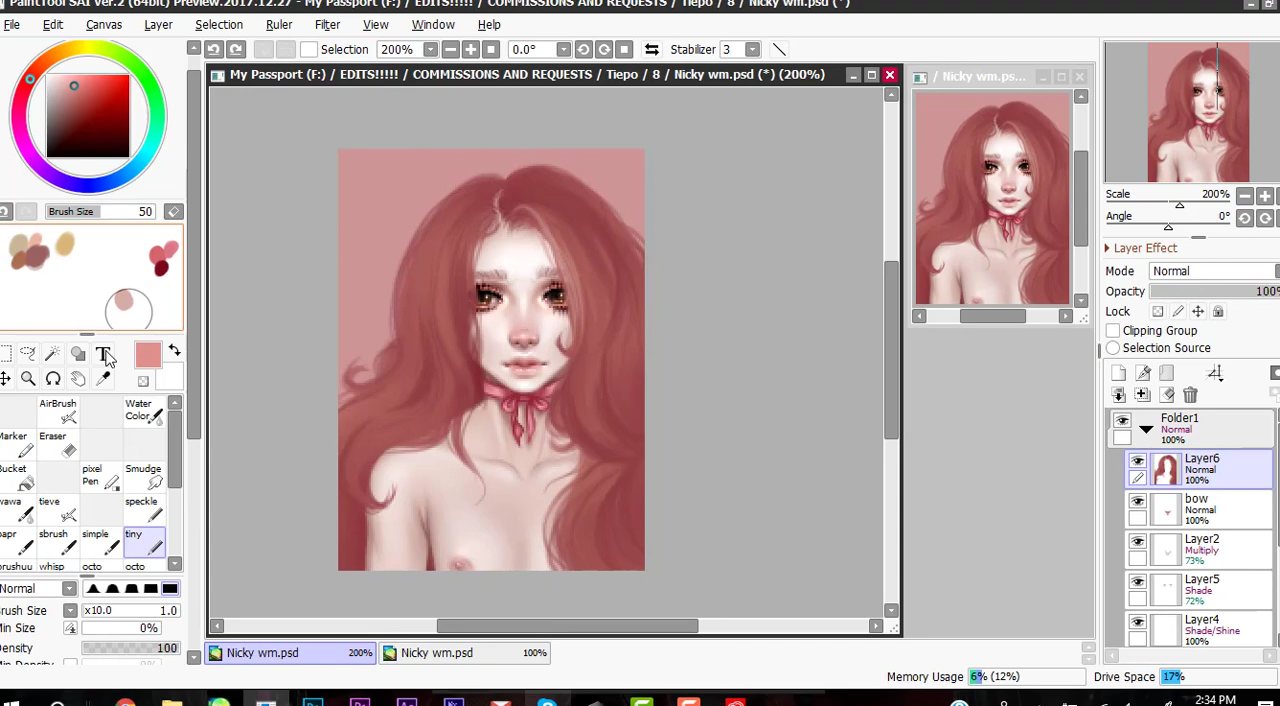 PaintTool SAI Ver.2 (64bit) Preview.2017.12.27 - My Passport (F:) / EDITS!!!!! / COMMISSIONS AND REQUESTS / Tiepo / 8 / Nicky wm.psd (*)
File Edit Canvas Layer Selection Ruler Filter View Window Help
Selection 200% 0.0° Stabilizer 3
My Passport (F:) / EDITS!!!!! / COMMISSIONS AND REQUESTS / Tiepo / 8 / Nicky wm.psd (*) (200%)
/ Nicky wm.ps...
Brush Size 50
Scale 200%
Angle 0°
Layer Effect
Mode Normal
Opacity 100%
Lock
Clipping Group
Selection Source
T
AirBrush Water Color
Marker Eraser
Bucket pixel Pen Smudge
wawa tieve speckle
papr sbrush simple tiny
brushuu whisp octo octo
Normal
Brush Size x10.0 1.0
Min Size 0%
Density 100
Min Density
Folder1
Normal
100%
Layer6
Normal
100%
bow
Normal
100%
Layer2
Multiply
73%
Layer5
Shade
72%
Layer4
Shade/Shine
100%
Nicky wm.psd 200% Nicky wm.psd 100%
Memory Usage 6% (12%) Drive Space 17%
2:34 PM